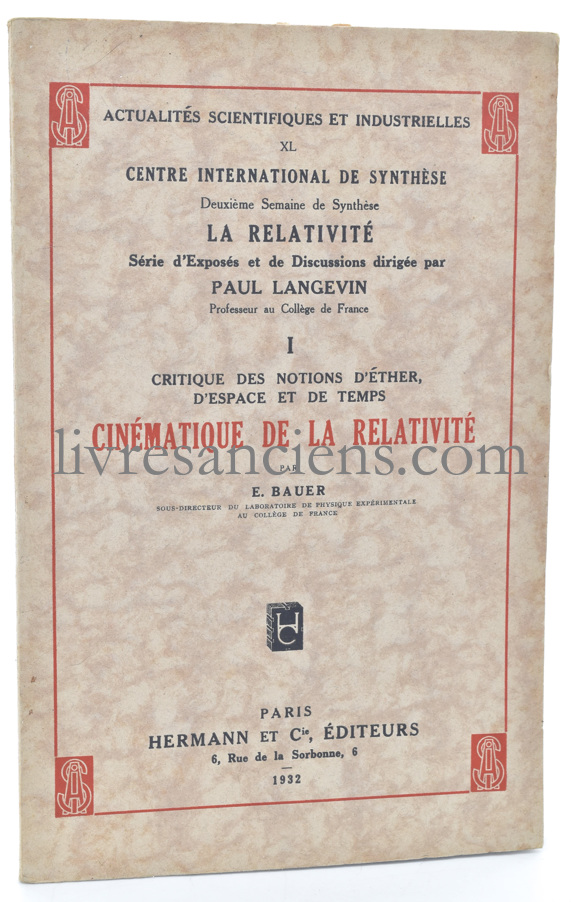 ACTUALITÉS SCIENTIFIQUES ET INDUSTRIELLES
XL
CENTRE INTERNATIONAL DE SYNTHÈSE
Deuxième Semaine de Synthèse
LA RELATIVITÉ
Série d'Exposés et de Discussions dirigée par
PAUL LANGEVIN
Professeur au Collège de France
I
CRITIQUE DES NOTIONS D'ÉTHER,
D'ESPACE ET DE TEMPS
CINÉMATIQUE DE LA RELATIVITÉ
livresanciens.com
PAR
E. BAUER
SOUS-DIRECTEUR DU LABORATOIRE DE PHYSIQUE EXPÉRIMENTALE
AU COLLÈGE DE FRANCE
HC
PARIS
HERMANN ET Cie, ÉDITEURS
6, Rue de la Sorbonne, 6
1932